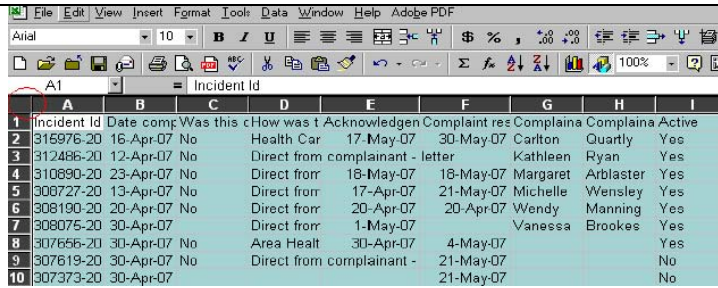 File Edit View Insert Format Tools Data Window Help Adobe PDF
Arial 10 B I U $ % ,
Σ fx 100%
A1 = Incident Id
A B C D E F G H I
1 Incident Id Date comp Was this c How was t Acknowledgen Complaint res Complaina Complaina Active
2 315976-20 16-Apr-07 No Health Car 17-May-07 30-May-07 Carlton Quartly Yes
3 312486-20 12-Apr-07 No Direct from complainant - letter Kathleen Ryan Yes
4 310890-20 23-Apr-07 No Direct from 18-May-07 18-May-07 Margaret Arblaster Yes
5 308727-20 13-Apr-07 No Direct from 17-Apr-07 21-May-07 Michelle Wensley Yes
6 308190-20 20-Apr-07 No Direct from 20-Apr-07 20-Apr-07 Wendy Manning Yes
7 308075-20 30-Apr-07 Direct from 1-May-07 Vanessa Brookes Yes
8 307656-20 30-Apr-07 No Area Healt 30-Apr-07 4-May-07 Yes
9 307619-20 30-Apr-07 No Direct from complainant - 21-May-07 No
10 307373-20 30-Apr-07 21-May-07 No